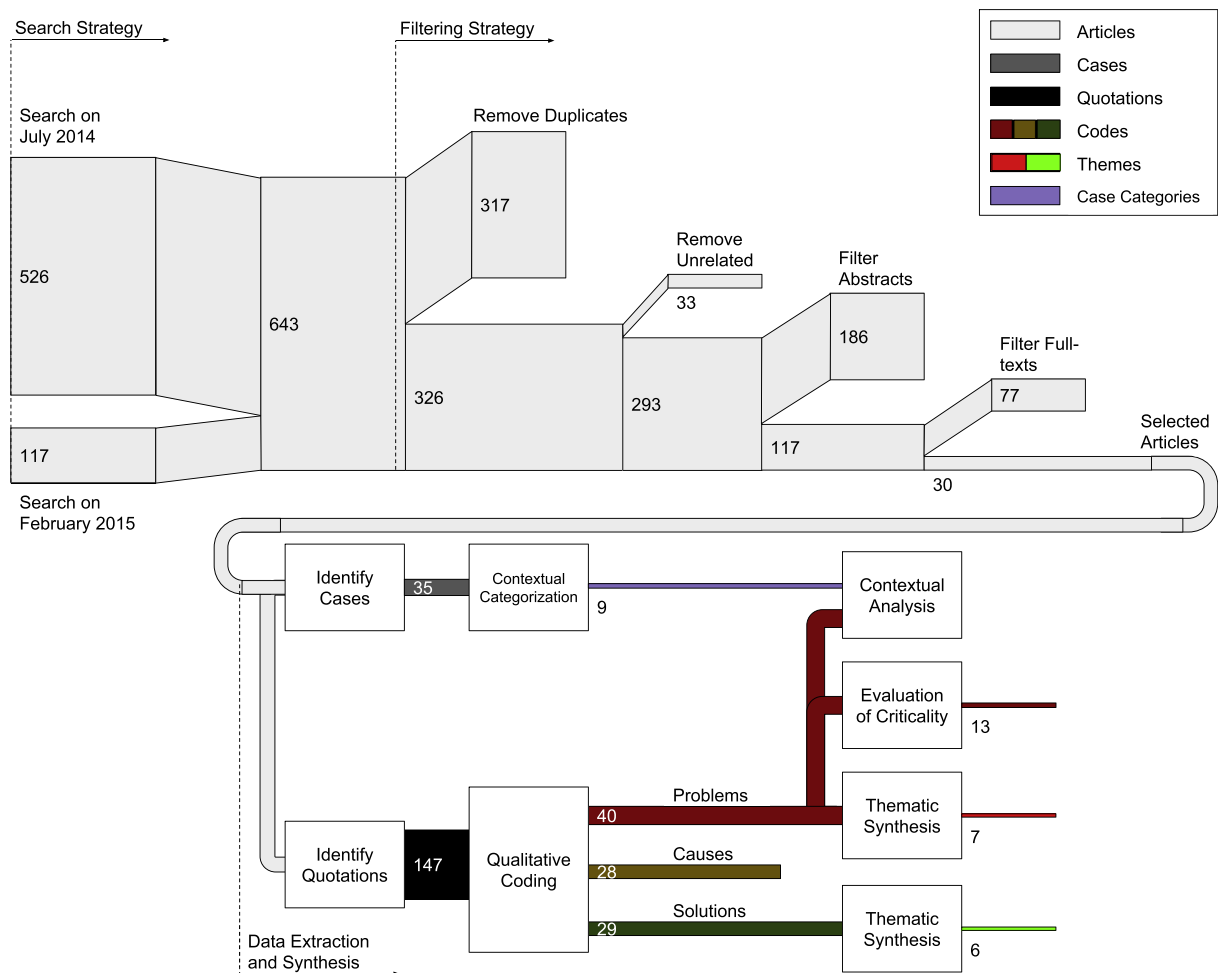 Search Strategy
Filtering Strategy
Articles
Cases
Quotations
Codes
Themes
Case Categories
Search on
July 2014
Remove Duplicates
526
643
317
326
Remove
Unrelated
33
293
Filter
Abstracts
186
117
Filter Full-
texts
77
Selected
Articles
30
117
Search on
February 2015
Identify
Cases
35
Contextual
Categorization
9
Contextual
Analysis
Evaluation
of Criticality
13
Identify
Quotations
147
Qualitative
Coding
Problems
40
Thematic
Synthesis
7
Causes
28
Solutions
29
Thematic
Synthesis
6
Data Extraction
and Synthesis